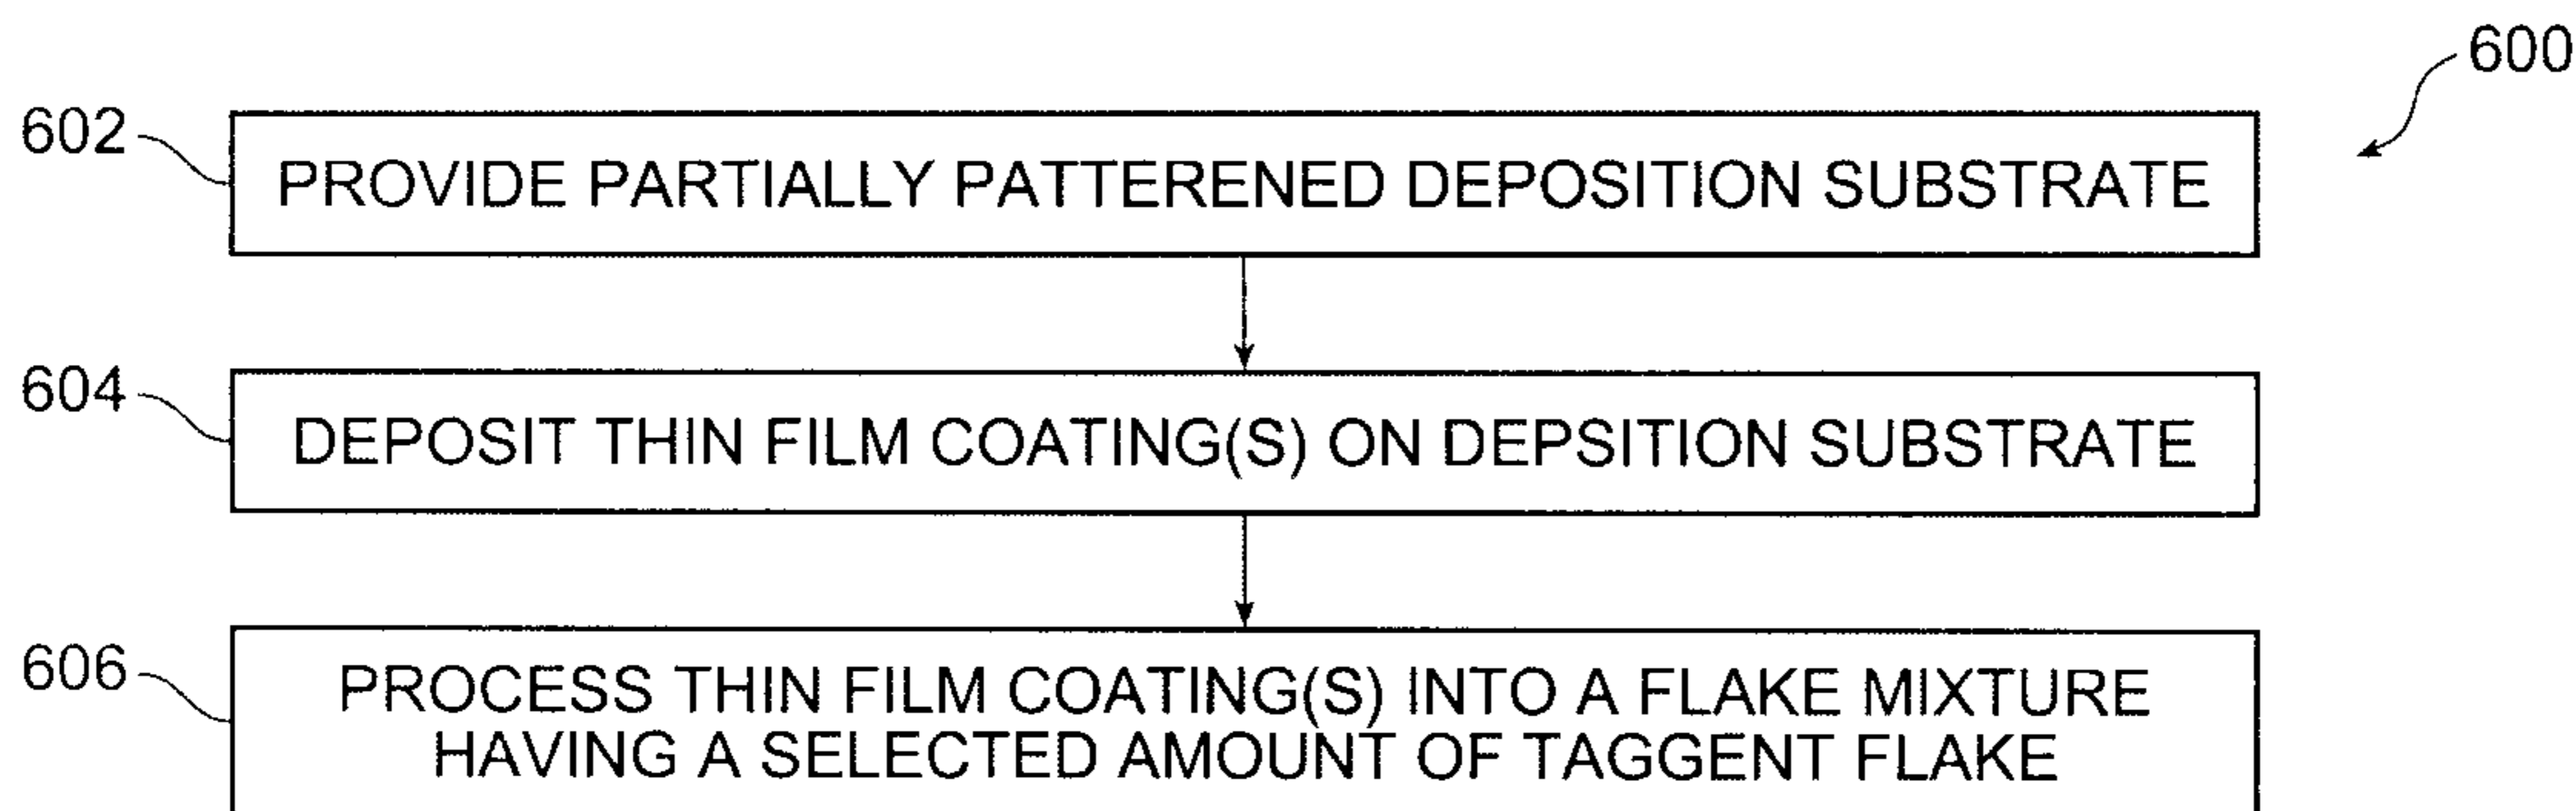 600
602
PROVIDE PARTIALLY PATTERENED DEPOSITION SUBSTRATE
604
DEPOSIT THIN FILM COATING(S) ON DEPSITION SUBSTRATE
606
PROCESS THIN FILM COATING(S) INTO A FLAKE MIXTURE
HAVING A SELECTED AMOUNT OF TAGGENT FLAKE